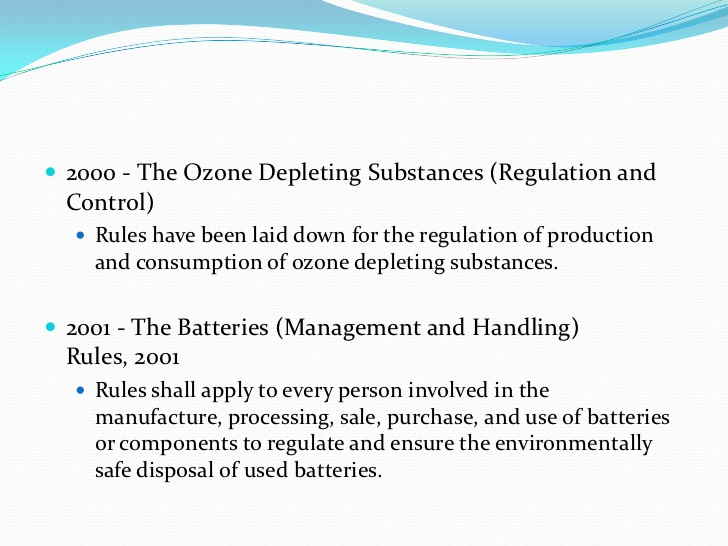 • 2000 - The Ozone Depleting Substances (Regulation and
Control)
• Rules have been laid down for the regulation of production
and consumption of ozone depleting substances.
• 2001 - The Batteries (Management and Handling)
Rules, 2001
• Rules shall apply to every person involved in the
manufacture, processing, sale, purchase, and use of batteries
or components to regulate and ensure the environmentally
safe disposal of used batteries.